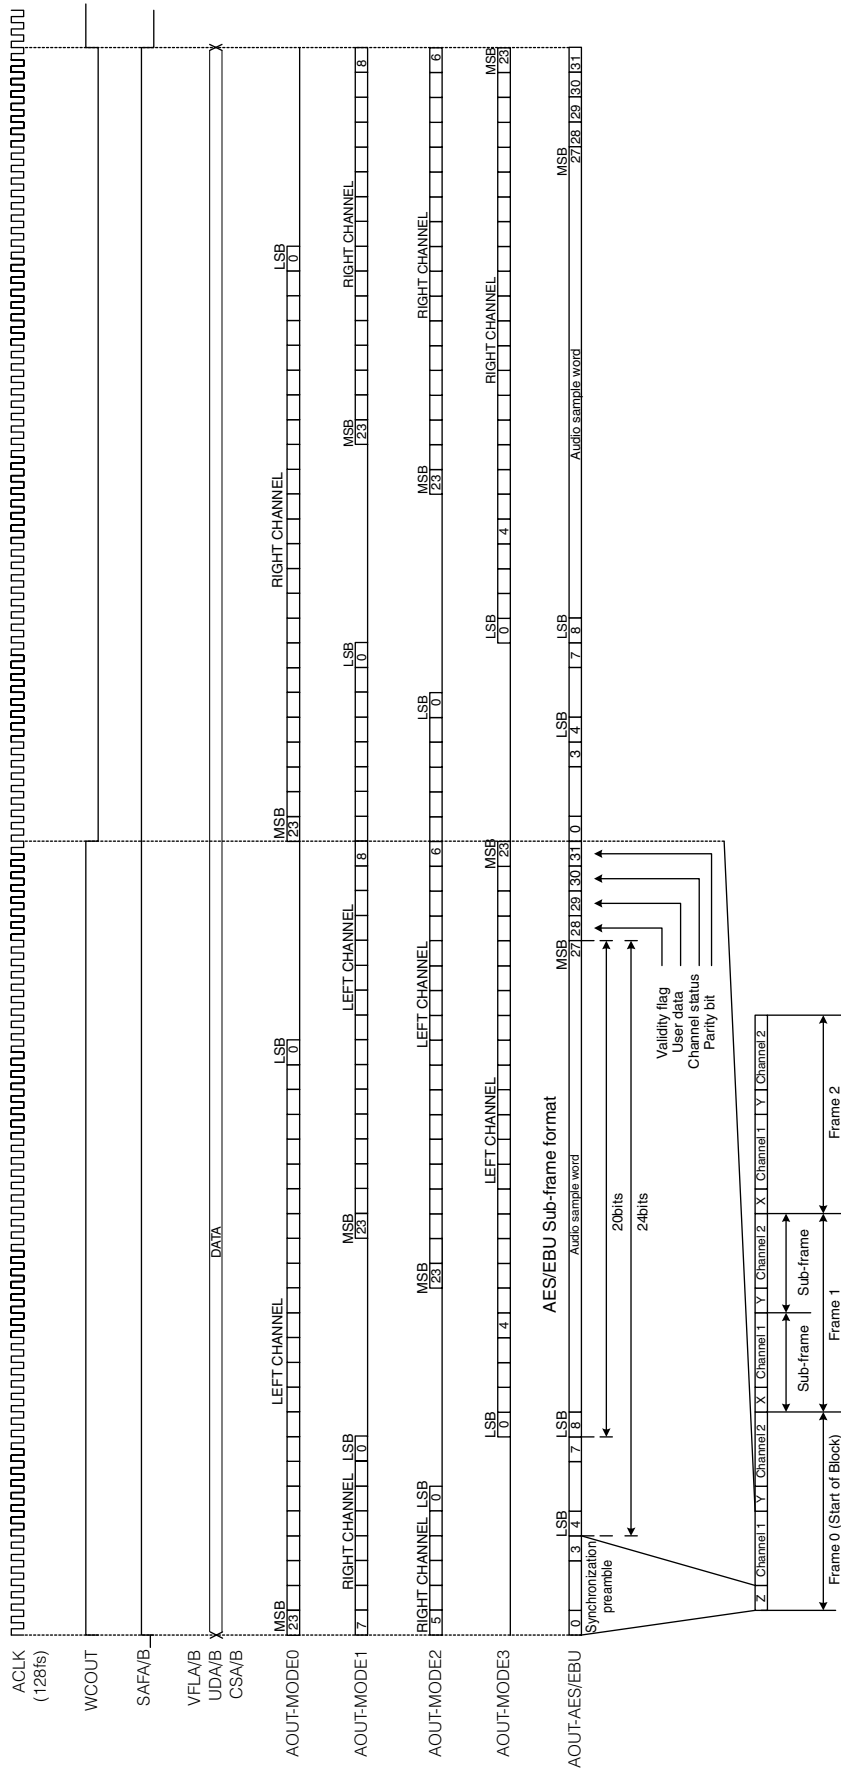 ACLK
(128fs)
WCOUT
SAFA/B
VFLA/B
UDA/B
CSA/B
DATA
AOUT-MODE0
MSB
23
LEFT CHANNEL
LSB
0
MSB
23
RIGHT CHANNEL
LSB
0
AOUT-MODE1
7
RIGHT CHANNEL
LSB
0
MSB
23
LEFT CHANNEL
8
LSB
0
MSB
23
RIGHT CHANNEL
8
AOUT-MODE2
5
RIGHT CHANNEL
LSB
0
MSB
23
LEFT CHANNEL
6
LSB
0
MSB
23
RIGHT CHANNEL
6
AOUT-MODE3
LSB
0
4
LEFT CHANNEL
MSB
23
LSB
0
4
RIGHT CHANNEL
MSB
23
AES/EBU Sub-frame format
AOUT-AES/EBU
0
3
LSB
4
7
LSB
8
Audio sample word
MSB
27
28
29
30
31
0
3
LSB
4
7
LSB
8
Audio sample word
MSB
27
28
29
30
31
Synchronization
preamble
20bits
24bits
Validity flag
User data
Channel status
Parity bit
Z
Channel 1
Y
Channel 2
X
Channel 1
Y
Channel 2
X
Channel 1
Y
Channel 2
Sub-frame
Sub-frame
Frame 0 (Start of Block)
Frame 1
Frame 2